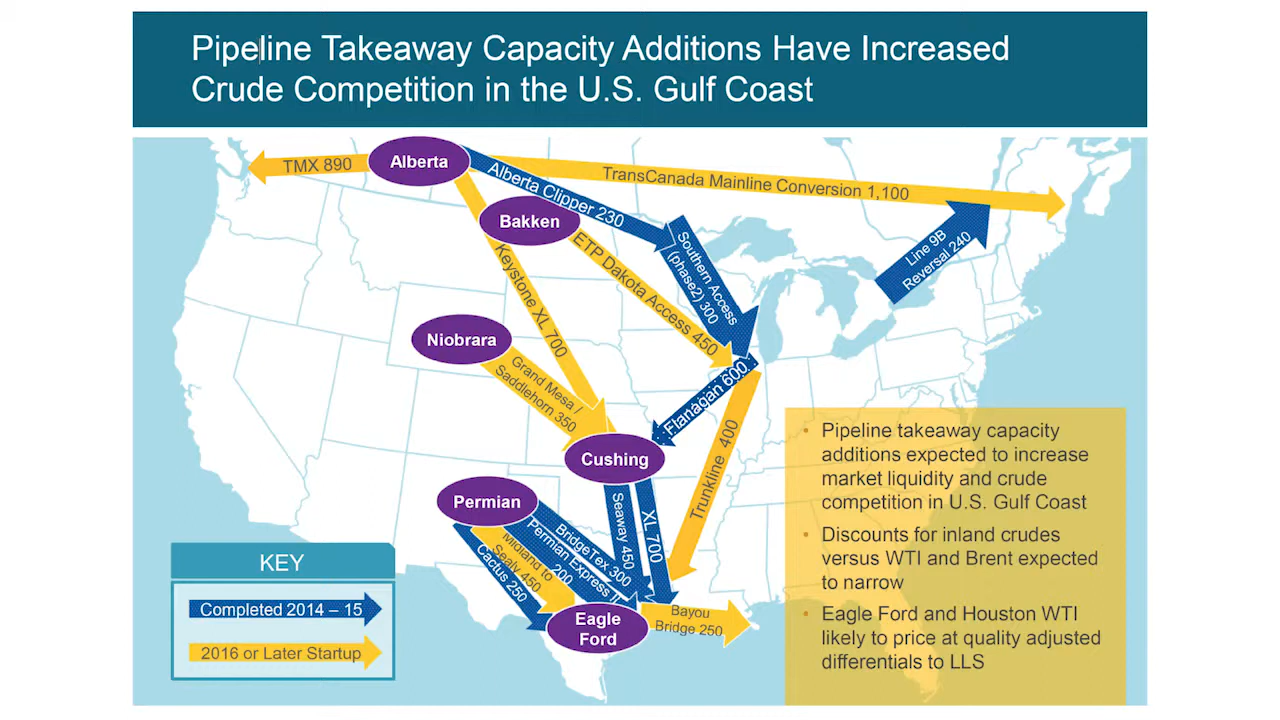 Pipeline Takeaway Capacity Additions Have Increased
Crude Competition in the U.S. Gulf Coast
TMX 890
Alberta
Alberta Clipper 230
TransCanada Mainline Conversion 1,100
Bakken
Line 9B
Reversal 240
Southern Access
(phase2) 300
ETP Dakota Access 450
Keystone XL 700
Niobrara
Grand Mesa /
Saddlehorn 350
Flanagan 600
Trunkline 400
Cushing
Permian
Seaway 450
XL 700
BridgeTex 300
Permian Express II
200
Midland to
Sealy 450
Cactus 250
Eagle
Ford
Bayou
Bridge 250
KEY
Completed 2014 – 15
2016 or Later Startup
• Pipeline takeaway capacity
additions expected to increase
market liquidity and crude
competition in U.S. Gulf Coast
• Discounts for inland crudes
versus WTI and Brent expected
to narrow
• Eagle Ford and Houston WTI
likely to price at quality adjusted
differentials to LLS